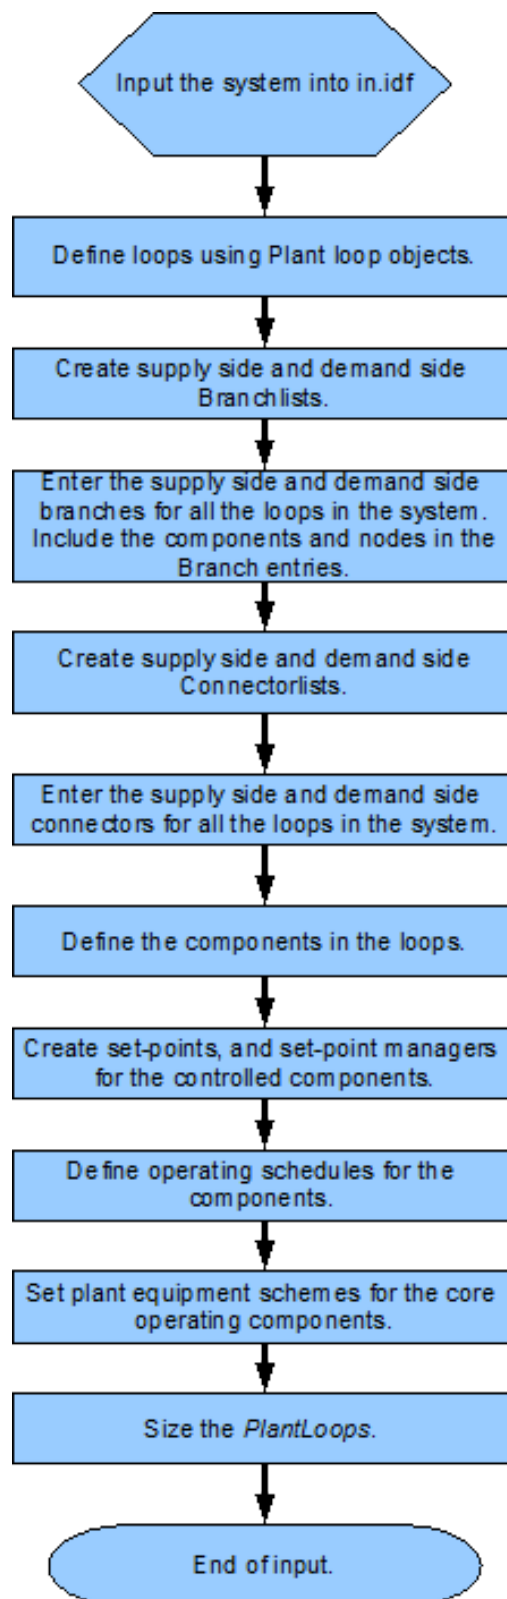 Input the system into in.idf
Define loops using Plant loop objects.
Create supply side and demand side
Branchlists.
Enter the supply side and demand side
branches for all the loops in the system.
Include the components and nodes in the
Branch entries.
Create supply side and demand side
Connectorlists.
Enter the supply side and demand side
connectors for all the loops in the system.
Define the components in the loops.
Create set-points, and set-point managers
for the controlled components.
Define operating schedules for the
components.
Set plant equipment schemes for the core
operating components.
Size the PlantLoops.
End of input.